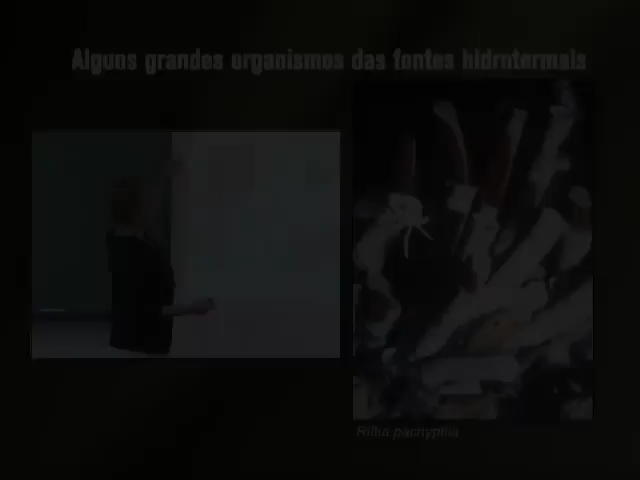 Alguns grandes organismos das fontes hidrotermais
Riftia pachyptila